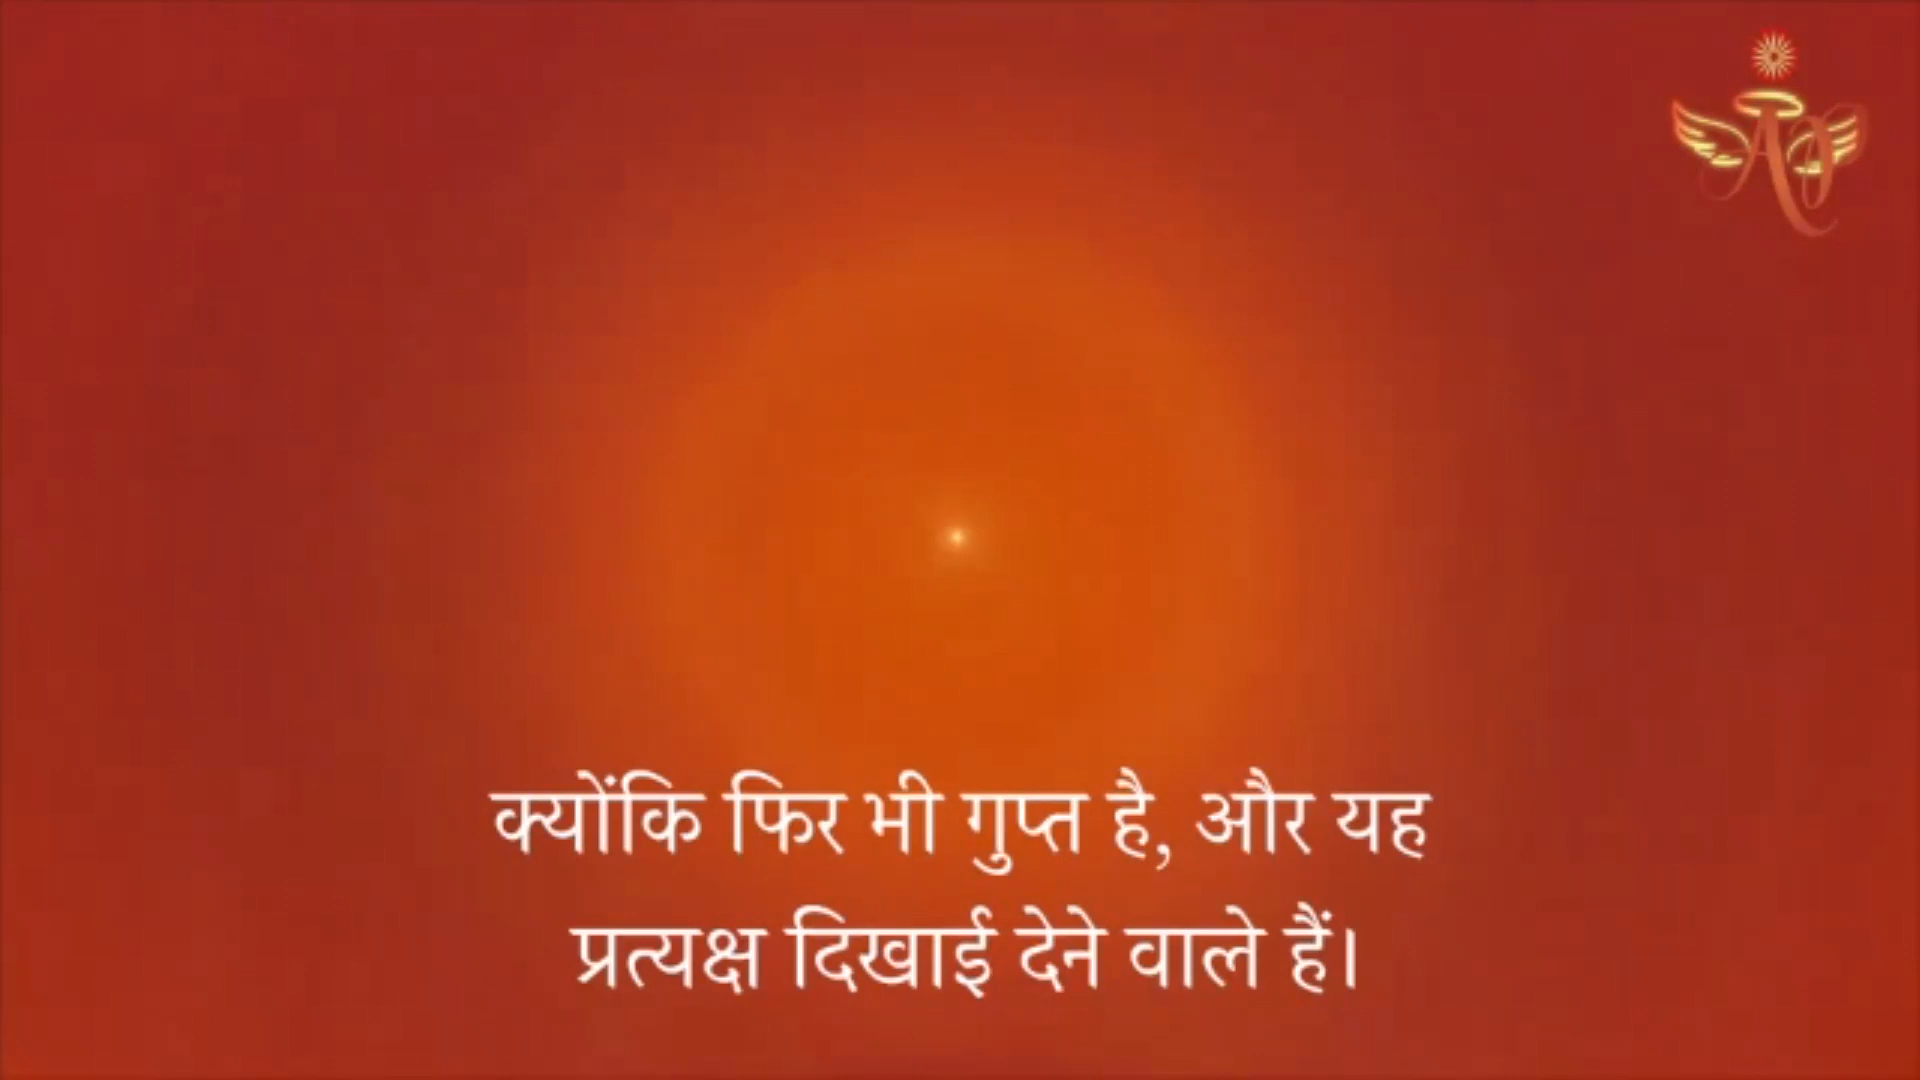 क्योंकि फिर भी गुप्त है, और यह
प्रत्यक्ष दिखाई देने वाले हैं।